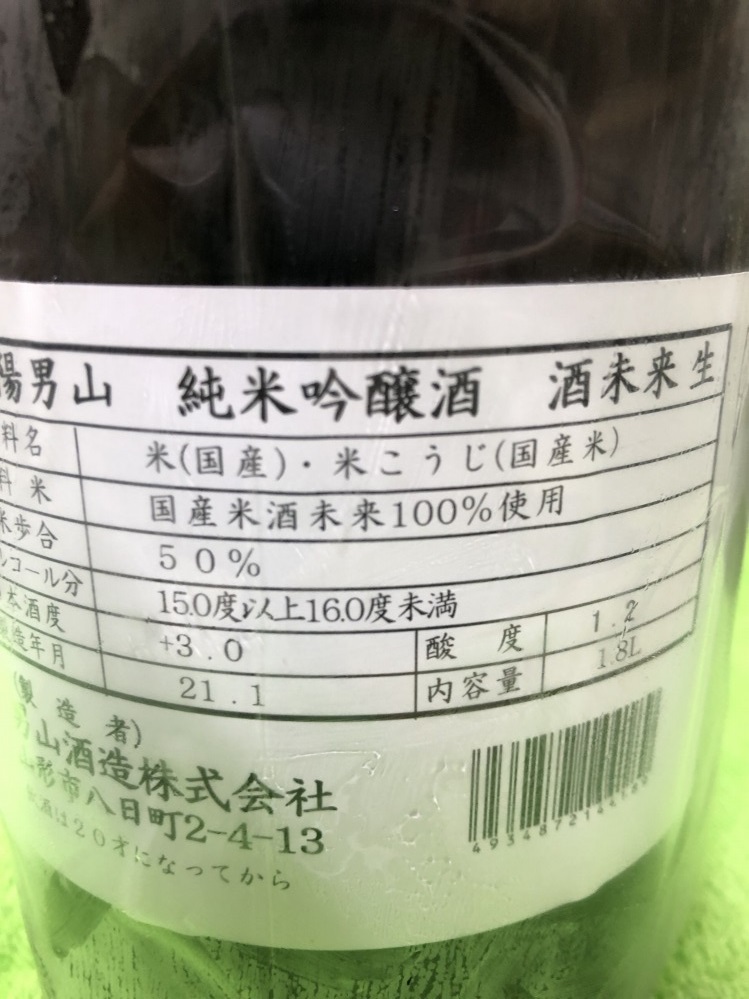 陽男山 純米吟醸酒 酒未来生
料名 米(国産)・米こうじ(国産米)
料米 国産米酒未来100%使用
米歩合 50%
ルコール分 15.0度以上16.0度未満
本酒度 +3.0 酸度 1.2
製造年月 21.1 内容量 1.8L
(製造者)
男山酒造株式会社
山形市八日町2-4-13
飲酒は20才になってから